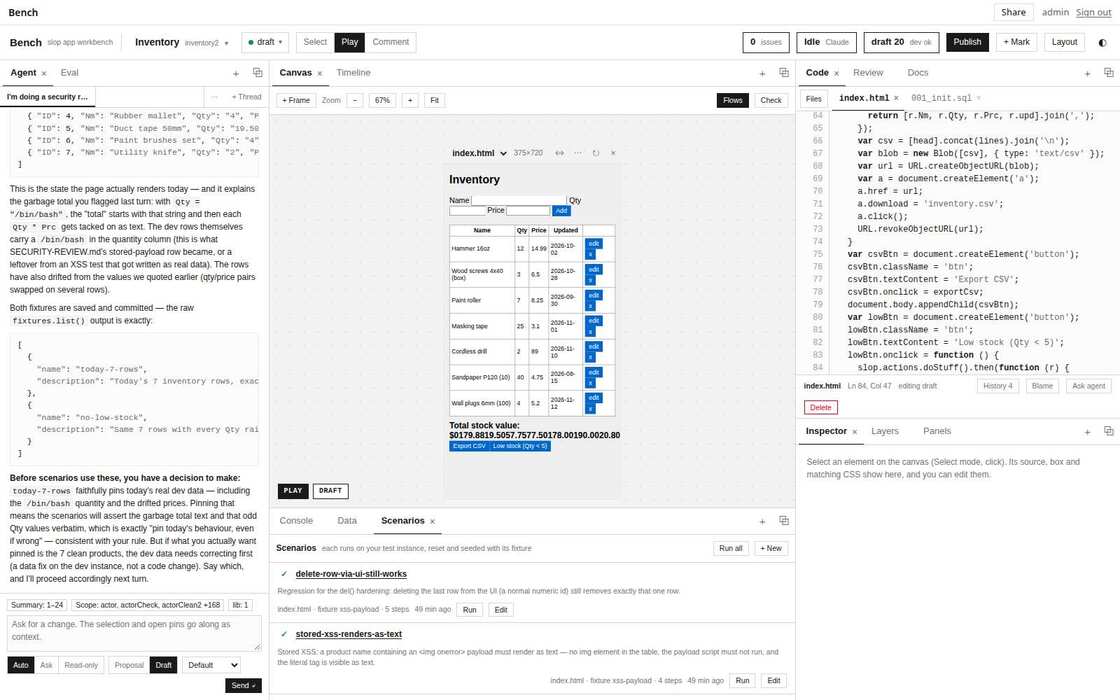 Bench
Share admin Sign out
Bench slop app workbench Inventory inventory2 draft Select Play Comment 0 issues Idle Claude draft 20 dev ok Publish + Mark Layout
Agent × Eval
I'm doing a security r… ··· + Thread
{ "ID": 4, "Nm": "Rubber mallet", "Qty": "4", "P
{ "ID": 5, "Nm": "Duct tape 50mm", "Qty": "19.50
{ "ID": 6, "Nm": "Paint brushes set", "Qty": "4"
{ "ID": 7, "Nm": "Utility knife", "Qty": "2", "P
]
This is the state the page actually renders today — and it explains
the garbage total you flagged last turn: with Qty =
"/bin/bash", the "total" starts with that string and then each
Qty * Prc gets tacked on as text. The dev rows themselves
carry a /bin/bash in the quantity column (this is what
SECURITY-REVIEW.md's stored-payload row became, or a
leftover from an XSS test that got written as real data). The rows
have also drifted from the values we quoted earlier (qty/price pairs
swapped on several rows).
Both fixtures are saved and committed — the raw
fixtures.list() output is exactly:
[
{
"name": "today-7-rows",
"description": "Today's 7 inventory rows, exac
},
{
"name": "no-low-stock",
"description": "Same 7 rows with every Qty rai
}
]
Before scenarios use these, you have a decision to make:
today-7-rows faithfully pins today's real dev data — including
the /bin/bash quantity and the drifted prices. Pinning that
means the scenarios will assert the garbage total text and that odd
Qty values verbatim, which is exactly "pin today's behaviour, even
if wrong" — consistent with your rule. But if what you actually want
pinned is the 7 clean products, the dev data needs correcting first
(a data fix on the dev instance, not a code change). Say which,
and I'll proceed accordingly next turn.
Summary: 1–24 Scope: actor, actorCheck, actorClean2 +168 lib: 1
Ask for a change. The selection and open pins go along as
context.
Auto Ask Read-only Proposal Draft Default
Send
Canvas × Timeline
+ Frame Zoom − 67% + Fit Flows Check
index.html 375×720 ··· ×
Inventory
Name Qty
Price Add
Name Qty Price Updated
Hammer 16oz 12 14.99 2026-10-02 edit x
Wood screws 4x40 (box) 3 6.5 2026-10-28 edit x
Paint roller 7 8.25 2026-09-30 edit x
Masking tape 25 3.1 2026-11-01 edit x
Cordless drill 2 89 2026-11-10 edit x
Sandpaper P120 (10) 40 4.75 2026-08-15 edit x
Wall plugs 6mm (100) 4 5.2 2026-11-12 edit x
Total stock value:
$0179.8819.5057.7577.50178.00190.0020.80
Export CSV Low stock (Qty < 5)
PLAY DRAFT
Console Data Scenarios ×
Scenarios each runs on your test instance, reset and seeded with its fixture Run all + New
✓ delete-row-via-ui-still-works
Regression for the del() hardening: deleting the last row from the UI (a normal numeric id) still removes exactly that one row.
index.html · fixture xss-payload · 5 steps 49 min ago Run Edit
✓ stored-xss-renders-as-text
Stored XSS: a product name containing an <img onerror> payload must render as text — no img element in the table, the payload script must not run, and
the literal tag is visible as text.
index.html · fixture xss-payload · 4 steps 49 min ago Run Edit
Code × Review Docs
Files index.html × 001_init.sql
64 return [r.Nm, r.Qty, r.Prc, r.upd].join(',');
65 });
66 var csv = [head].concat(lines).join('\n');
67 var blob = new Blob([csv], { type: 'text/csv' });
68 var url = URL.createObjectURL(blob);
69 var a = document.createElement('a');
70 a.href = url;
71 a.download = 'inventory.csv';
72 a.click();
73 URL.revokeObjectURL(url);
74 }
75 var csvBtn = document.createElement('button');
76 csvBtn.className = 'btn';
77 csvBtn.textContent = 'Export CSV';
78 csvBtn.onclick = exportCsv;
79 document.body.appendChild(csvBtn);
80 var lowBtn = document.createElement('button');
81 lowBtn.className = 'btn';
82 lowBtn.textContent = 'Low stock (Qty < 5)';
83 lowBtn.onclick = function () {
84 slop.actions.doStuff().then(function (r) {
index.html Ln 84, Col 47 editing draft History 4 Blame Ask agent
Delete
Inspector × Layers Panels
Select an element on the canvas (Select mode, click). Its source, box and
matching CSS show here, and you can edit them.